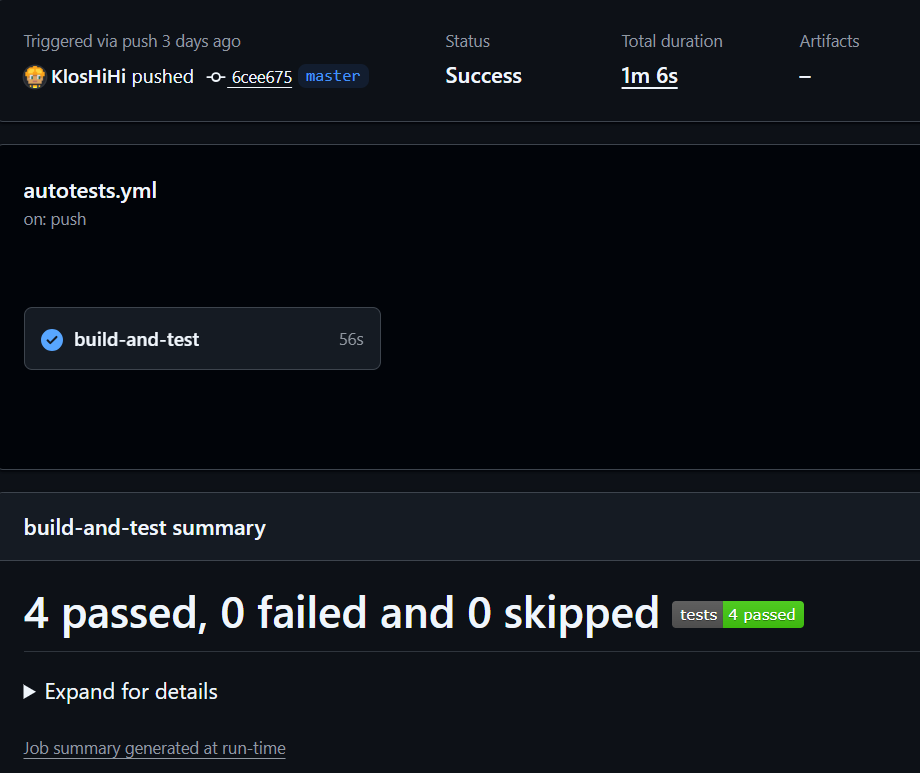 Triggered via push 3 days ago
KlosHiHi pushed 6cee675 master
Status
Success
Total duration
1m 6s
Artifacts
–
autotests.yml
on: push
build-and-test 56s
build-and-test summary
4 passed, 0 failed and 0 skipped tests 4 passed
Expand for details
Job summary generated at run-time